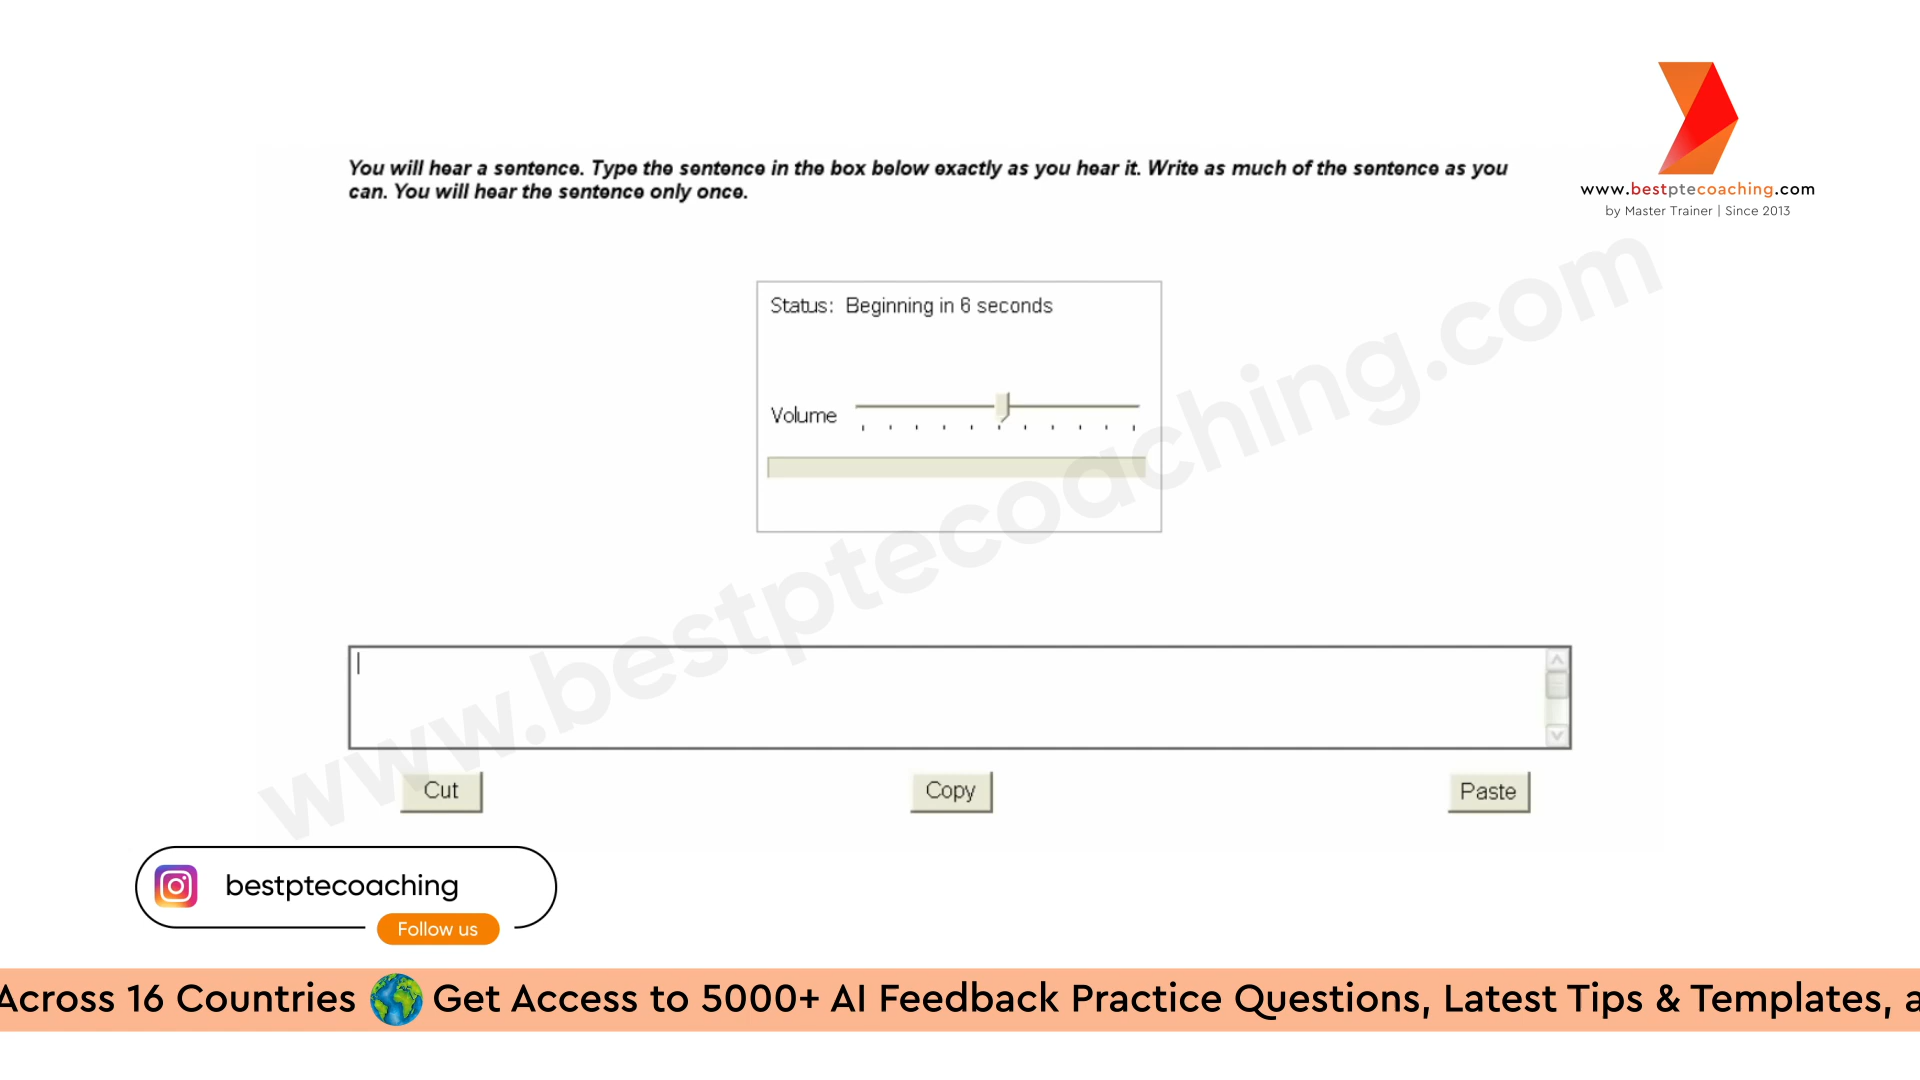 You will hear a sentence. Type the sentence in the box below exactly as you hear it. Write as much of the sentence as you
can. You will hear the sentence only once.
www.bestptecoaching.com
by Master Trainer | Since 2013
Status: Beginning in 6 seconds
Volume
www.bestptecoaching.com
Cut
Copy
Paste
bestptecoaching
Follow us
Across 16 Countries Get Access to 5000+ AI Feedback Practice Questions, Latest Tips & Templates, a